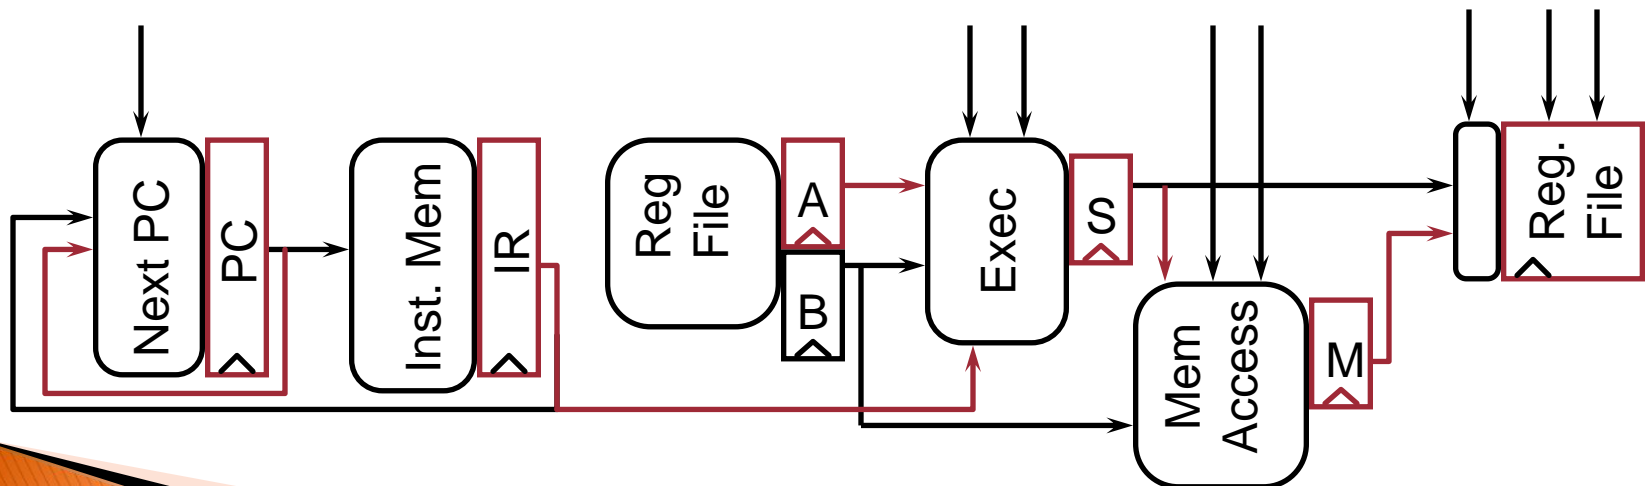 Next PC
PC
Inst. Mem
IR
Reg
File
A
B
Exec
S
Mem
Access
M
Reg.
File